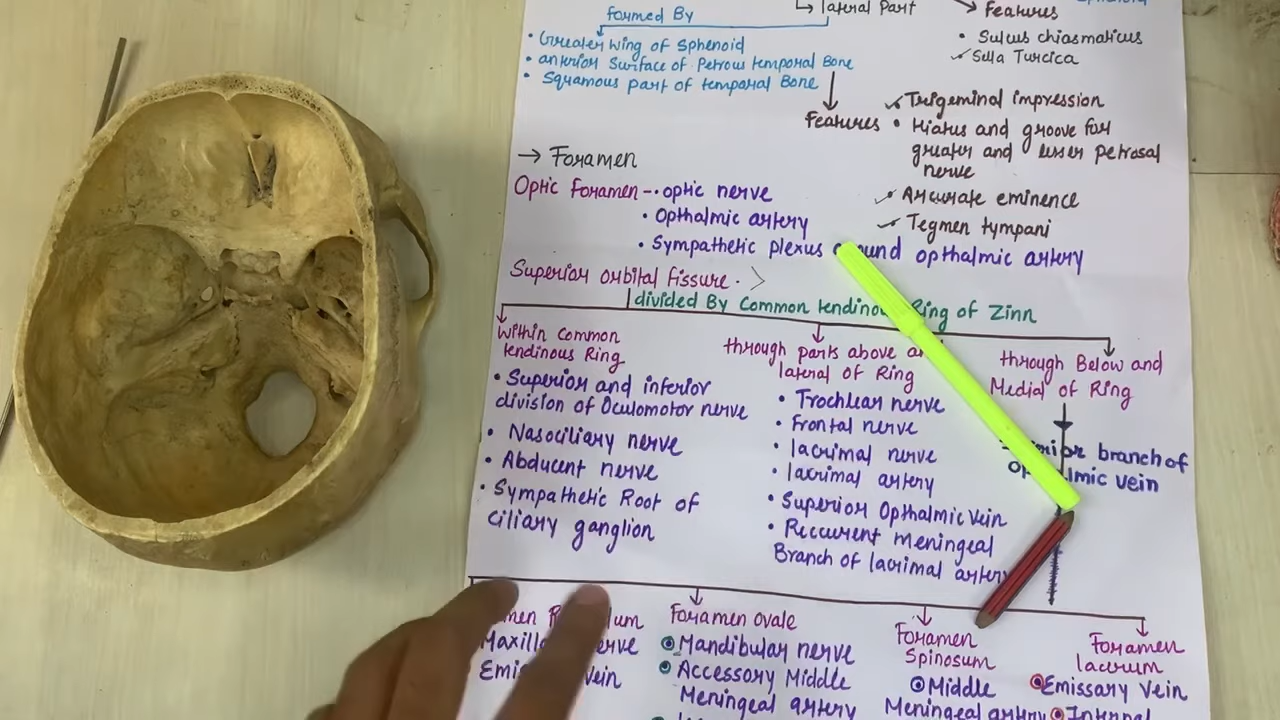 formed By
↳ lateral Part
→ Features
• Greater wing of Sphenoid
• anterior Surface of Petrous temporal Bone
• Squamous part of temporal Bone
• Sulcus chiasmaticus
Sella Turcica
Features
Trigeminal impression
• Hiatus and groove for
greater and lesser petrosal
nerve
Arcurate eminence
Tegmen tympani
→ Foramen
Optic Foramen -• optic nerve
• Opthalmic artery
• Sympathetic plexus opthalmic artery
Superior orbital fissure •
divided By Common Ring of Zinn
within common
tendinous Ring
• Superior and inferior
division of Oculomotor nerve
• Nasociliary nerve
• Abducent nerve
• Sympathetic Root of
ciliary ganglion
through parts above
lateral of Ring
• Trochlear nerve
• Frontal nerve
• lacrimal nerve
• lacrimal artery
• Superior Opthalmic vein
• Reccurent meningeal
Branch of lacrimal artery
through Below and
Medial of Ring
branch of
vein
Foramen ovale
Mandibular nerve
Accessory Middle
Meningeal artery
Foramen
Spinosum
Middle
Meningeal artery
Foramen
lacerum
Emissary vein
Internal